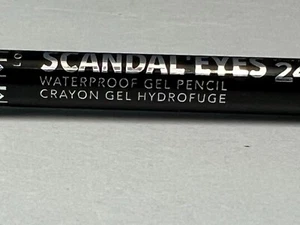 SCANDAL'EYES 24
WATERPROOF GEL PENCIL
CRAYON GEL HYDROFUGE